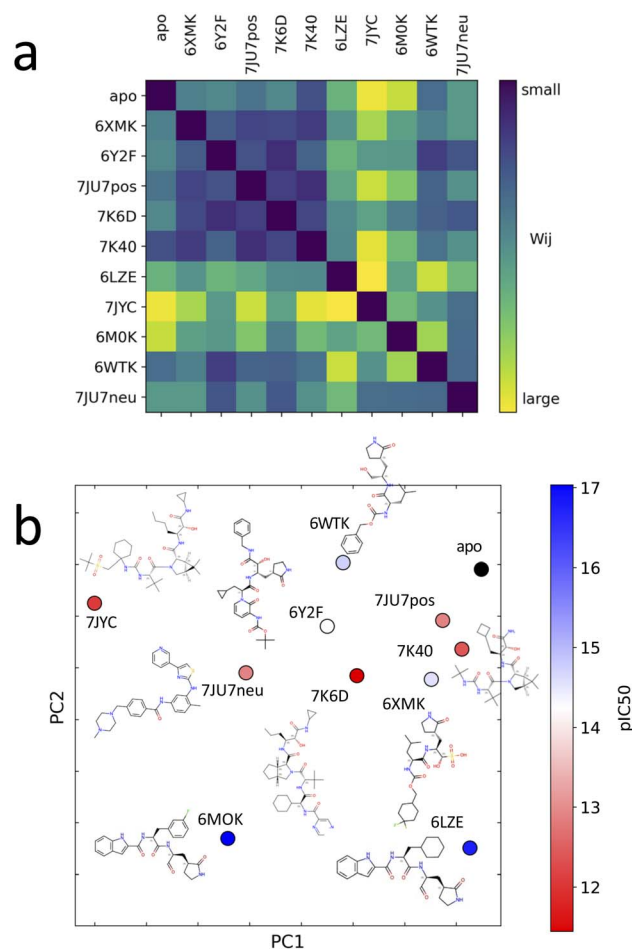 a
apo
6XMK
6Y2F
7JU7pos
7K6D
7K40
6LZE
7JYC
6M0K
6WTK
7JU7neu
apo
6XMK
6Y2F
7JU7pos
7K6D
7K40
6LZE
7JYC
6M0K
6WTK
7JU7neu
small
Wij
large
b
6WTK
apo
6Y2F
7JU7pos
7JYC
7K40
7JU7neu
7K6D
6XMK
6MOK
6LZE
PC2
PC1
17
16
15
14
13
12
pIC50